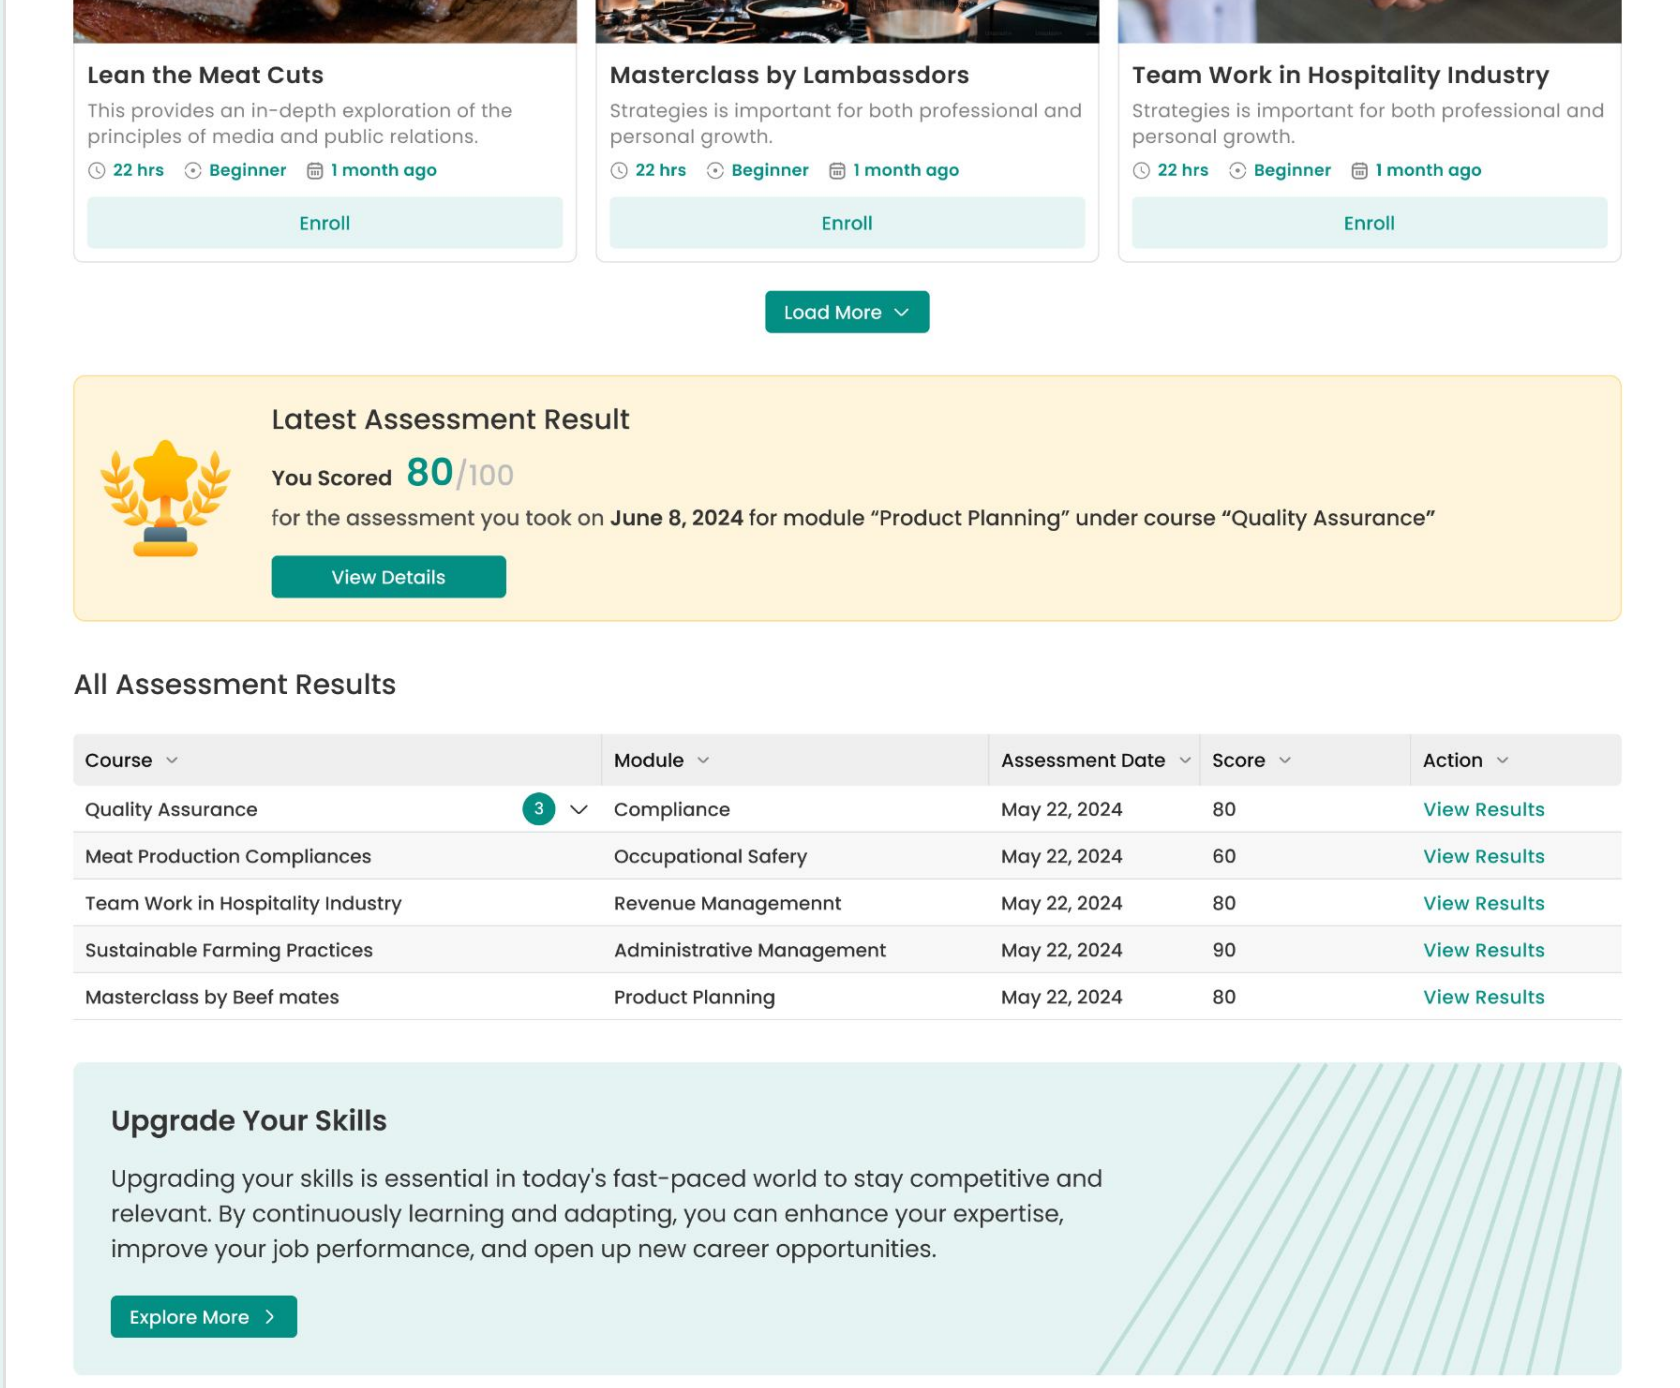 Lean the Meat Cuts
This provides an in-depth exploration of the
principles of media and public relations.
22 hrs Beginner 1 month ago
Enroll
Masterclass by Lambassdors
Strategies is important for both professional and
personal growth.
22 hrs Beginner 1 month ago
Enroll
Team Work in Hospitality Industry
Strategies is important for both professional and
personal growth.
22 hrs Beginner 1 month ago
Enroll
Load More
Latest Assessment Result
You Scored 80/100
for the assessment you took on June 8, 2024 for module “Product Planning” under course “Quality Assurance”
View Details
All Assessment Results
Course Module Assessment Date Score Action
Quality Assurance 3 Compliance May 22, 2024 80 View Results
Meat Production Compliances Occupational Safery May 22, 2024 60 View Results
Team Work in Hospitality Industry Revenue Managemennt May 22, 2024 80 View Results
Sustainable Farming Practices Administrative Management May 22, 2024 90 View Results
Masterclass by Beef mates Product Planning May 22, 2024 80 View Results
Upgrade Your Skills
Upgrading your skills is essential in today's fast-paced world to stay competitive and
relevant. By continuously learning and adapting, you can enhance your expertise,
improve your job performance, and open up new career opportunities.
Explore More